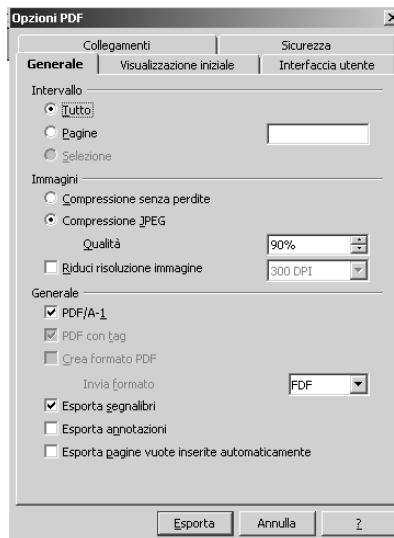 Opzioni PDF
Collegamenti Sicurezza
Generale Visualizzazione iniziale Interfaccia utente
Intervallo
Tutto
Pagine
Selezione
Immagini
Compressione senza perdite
Compressione JPEG
Qualità 90%
Riduci risoluzione immagine 300 DPI
Generale
PDF/A-1
PDF con tag
Crea formato PDF
Invia formato FDF
Esporta segnalibri
Esporta annotazioni
Esporta pagine vuote inserite automaticamente
Esporta Annulla ?